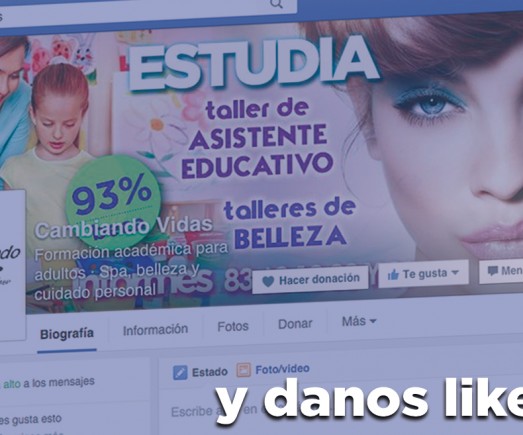 ESTUDIA
taller de
ASISTENTE
EDUCATIVO
93%
talleres de
BELLEZA
Cambiando Vidas
Formación académica para
adultos · Spa, belleza y
cuidado personal
Hacer donación
Te gusta
Biografía
Información
Fotos
Donar
Más
alto a los mensajes
es gusta esto
Estado
Foto/video
Escribe
en
y danos like